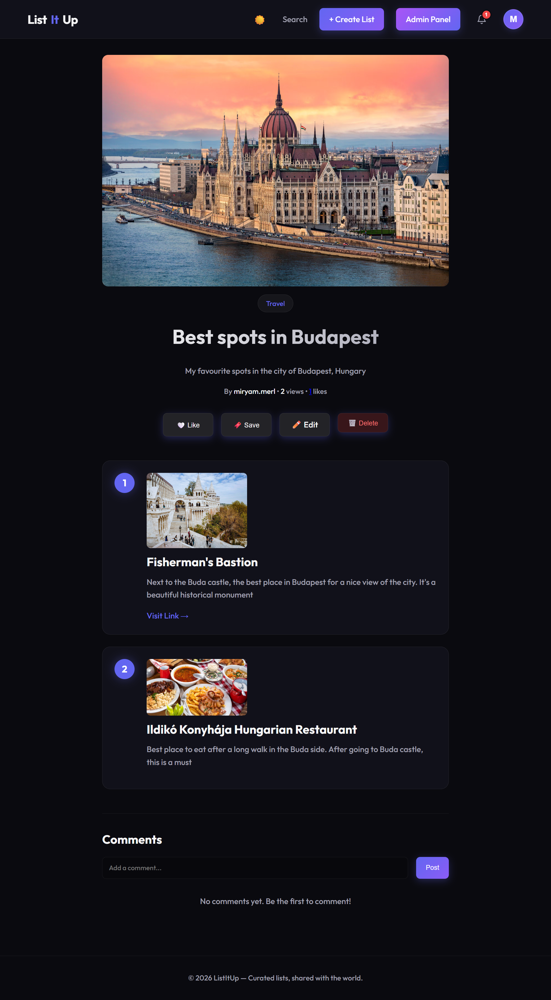 List It Up
Search
+ Create List
Admin Panel
1
M
Travel
Best spots in Budapest
My favourite spots in the city of Budapest, Hungary
By miryam.merl • 2 views • 1 likes
🤍 Like
🔖 Save
✏️ Edit
🗑️ Delete
1
Fisherman's Bastion
Next to the Buda castle, the best place in Budapest for a nice view of the city. It's a
beautiful historical monument
Visit Link →
2
Ildikó Konyhája Hungarian Restaurant
Best place to eat after a long walk in the Buda side. After going to Buda castle,
this is a must
Comments
Add a comment...
Post
No comments yet. Be the first to comment!
© 2026 ListItUp — Curated lists, shared with the world.